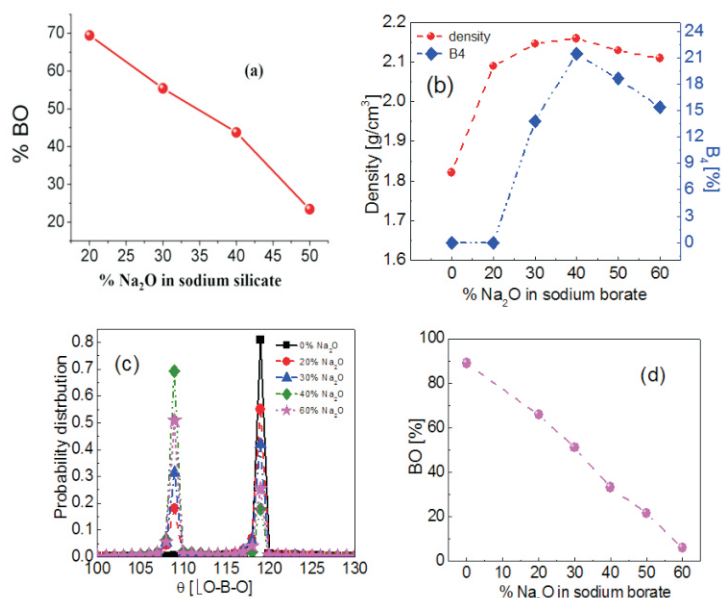 (a)
% BO
70
60
50
40
30
20
20 25 30 35 40 45 50
% Na₂O in sodium silicate
(b)
density
B4
Density [g/cm³]
2.2
2.1
2.0
1.9
1.8
1.7
1.6
B₄[%]
24
21
18
15
12
9
6
3
0
0 20 30 40 50 60
% Na₂O in sodium borate
(c)
Probability distrbution
0.8
0.7
0.6
0.5
0.4
0.3
0.2
0.1
0.0
0% Na₂O
20% Na₂O
30% Na₂O
40% Na₂O
60% Na₂O
100 105 110 115 120 125 130
θ [⌊O-B-O]
(d)
BO [%]
100
80
60
40
20
0
0 10 20 30 40 50 60
% Na₂O in sodium borate